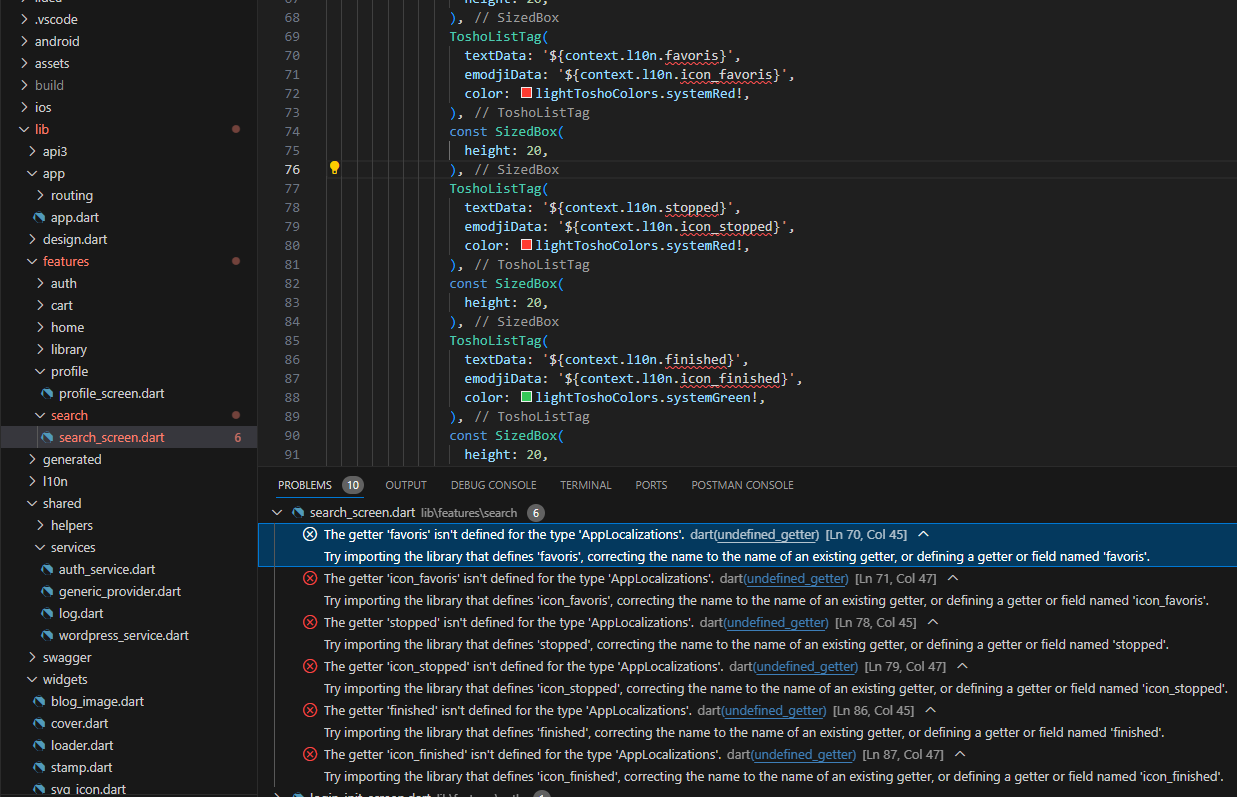 .vscode
android
assets
build
ios
lib
api3
app
routing
app.dart
design.dart
features
auth
cart
home
library
profile
profile_screen.dart
search
search_screen.dart 6
generated
l10n
shared
helpers
services
auth_service.dart
generic_provider.dart
log.dart
wordpress_service.dart
swagger
widgets
blog_image.dart
cover.dart
loader.dart
stamp.dart
svg_icon.dart
67 height: 20,
68 ), // SizedBox
69 ToshoListTag(
70 textData: '${context.l10n.favoris}',
71 emodjiData: '${context.l10n.icon_favoris}',
72 color: lightToshoColors.systemRed!,
73 ), // ToshoListTag
74 const SizedBox(
75 height: 20,
76 ), // SizedBox
77 ToshoListTag(
78 textData: '${context.l10n.stopped}',
79 emodjiData: '${context.l10n.icon_stopped}',
80 color: lightToshoColors.systemRed!,
81 ), // ToshoListTag
82 const SizedBox(
83 height: 20,
84 ), // SizedBox
85 ToshoListTag(
86 textData: '${context.l10n.finished}',
87 emodjiData: '${context.l10n.icon_finished}',
88 color: lightToshoColors.systemGreen!,
89 ), // ToshoListTag
90 const SizedBox(
91 height: 20,
PROBLEMS 10 OUTPUT DEBUG CONSOLE TERMINAL PORTS POSTMAN CONSOLE
search_screen.dart lib\features\search 6
The getter 'favoris' isn't defined for the type 'AppLocalizations'. dart(undefined_getter) [Ln 70, Col 45]
Try importing the library that defines 'favoris', correcting the name to the name of an existing getter, or defining a getter or field named 'favoris'.
The getter 'icon_favoris' isn't defined for the type 'AppLocalizations'. dart(undefined_getter) [Ln 71, Col 47]
Try importing the library that defines 'icon_favoris', correcting the name to the name of an existing getter, or defining a getter or field named 'icon_favoris'.
The getter 'stopped' isn't defined for the type 'AppLocalizations'. dart(undefined_getter) [Ln 78, Col 45]
Try importing the library that defines 'stopped', correcting the name to the name of an existing getter, or defining a getter or field named 'stopped'.
The getter 'icon_stopped' isn't defined for the type 'AppLocalizations'. dart(undefined_getter) [Ln 79, Col 47]
Try importing the library that defines 'icon_stopped', correcting the name to the name of an existing getter, or defining a getter or field named 'icon_stopped'.
The getter 'finished' isn't defined for the type 'AppLocalizations'. dart(undefined_getter) [Ln 86, Col 45]
Try importing the library that defines 'finished', correcting the name to the name of an existing getter, or defining a getter or field named 'finished'.
The getter 'icon_finished' isn't defined for the type 'AppLocalizations'. dart(undefined_getter) [Ln 87, Col 47]
Try importing the library that defines 'icon_finished', correcting the name to the name of an existing getter, or defining a getter or field named 'icon_finished'.